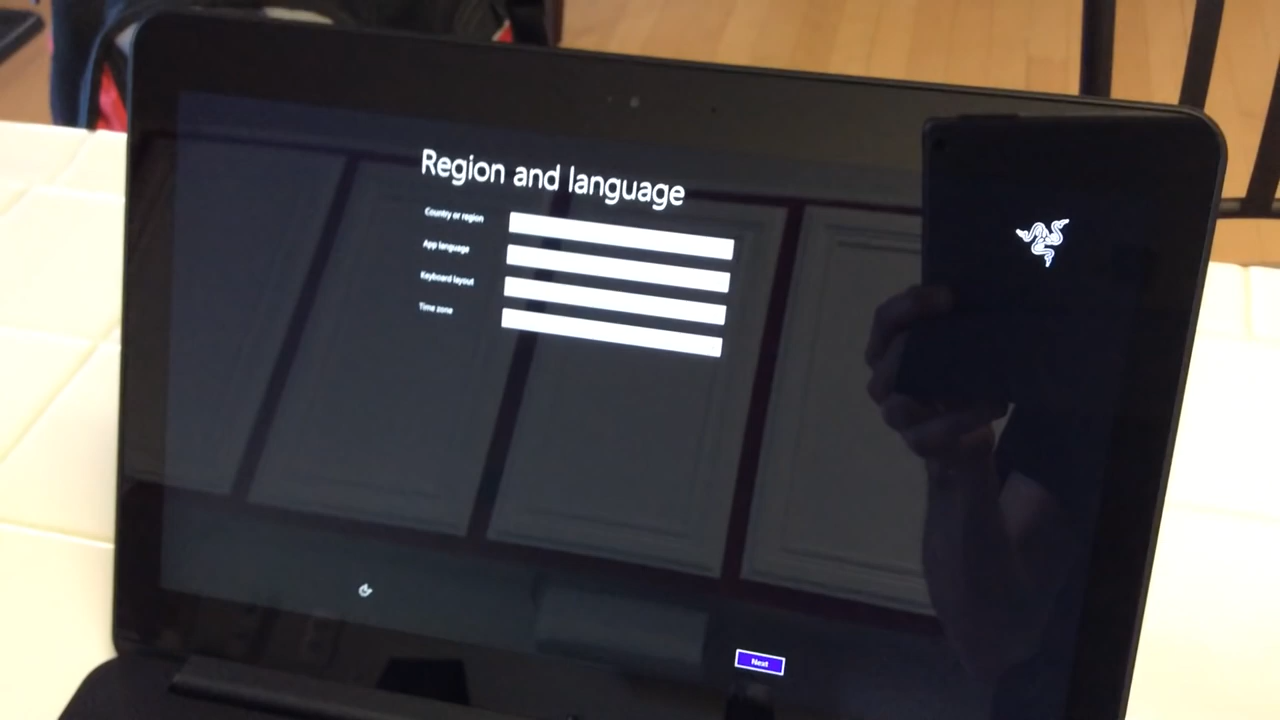 Region and language
Country or region
App language
Keyboard layout
Time zone
Next